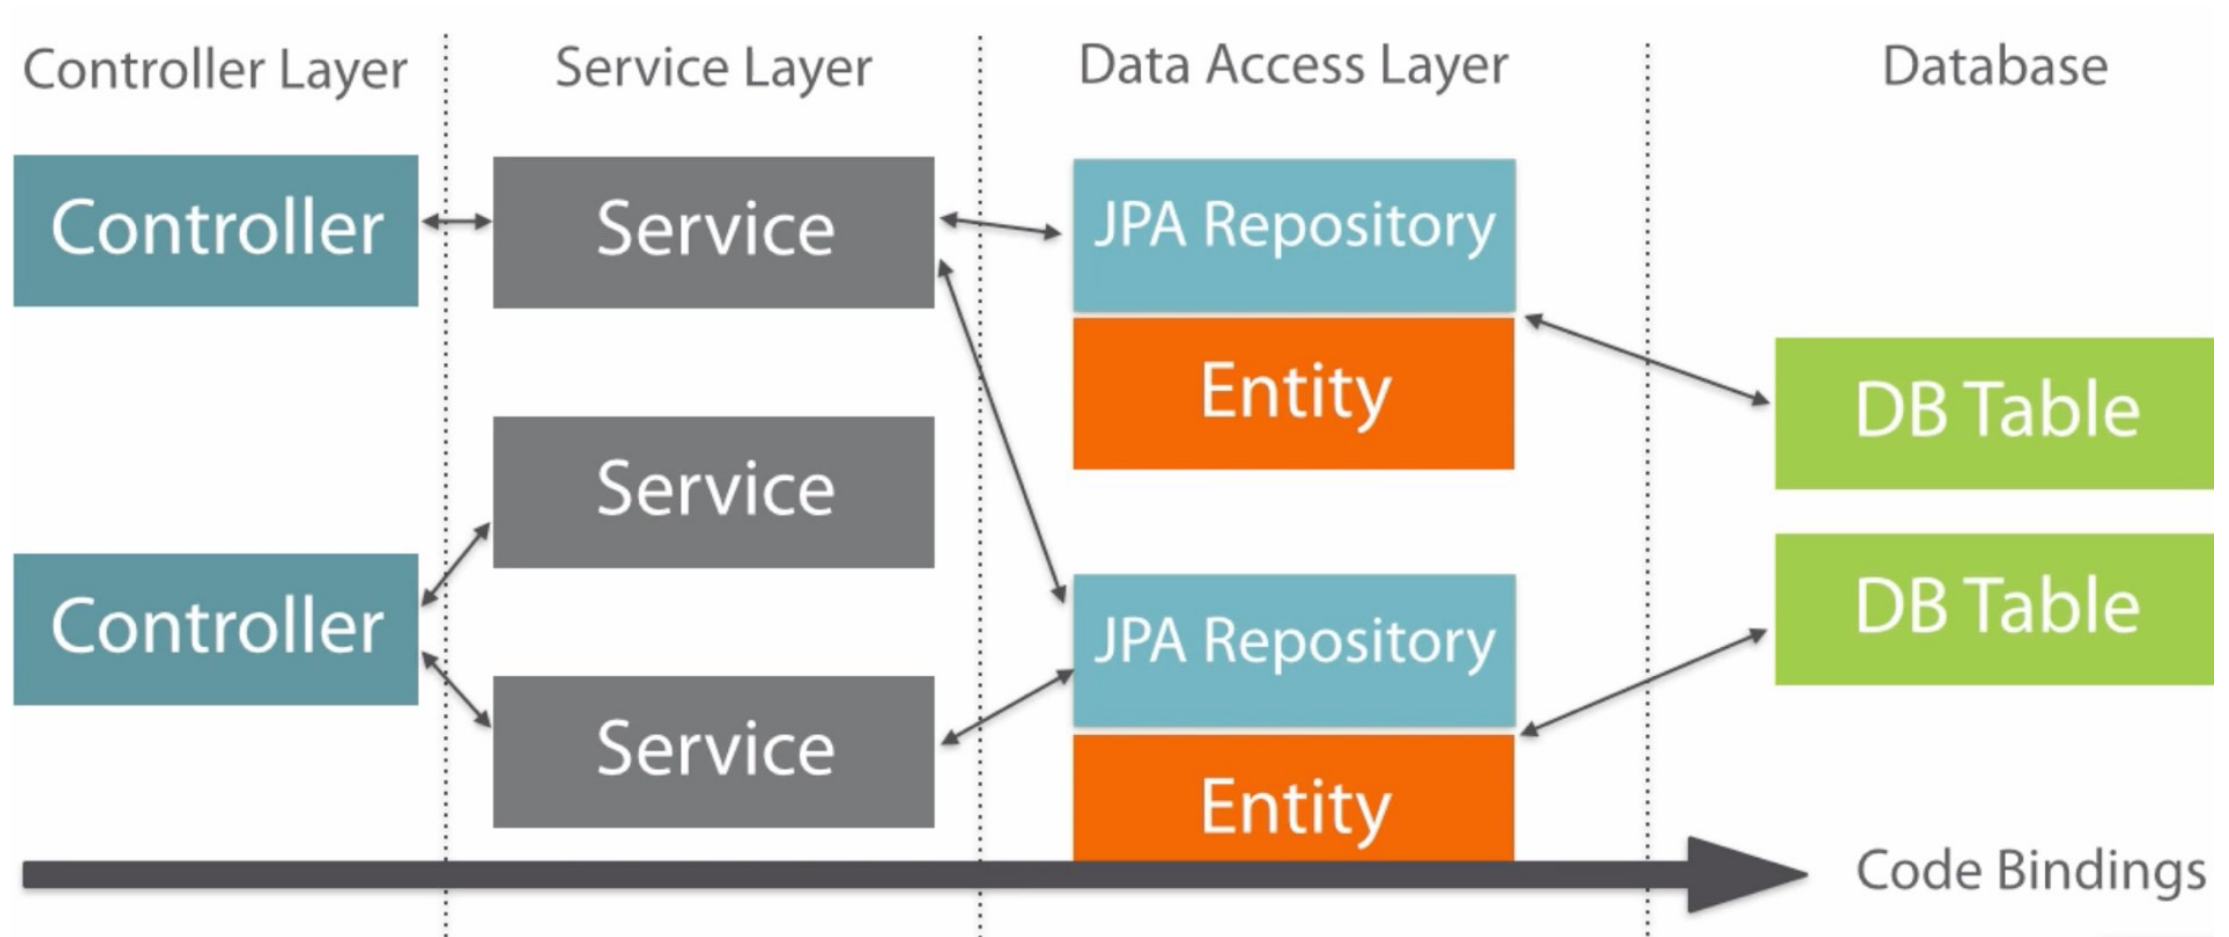 Controller Layer
Service Layer
Data Access Layer
Database
Controller
Service
JPA Repository
Entity
DB Table
Service
Controller
DB Table
JPA Repository
Service
Entity
Code Bindings